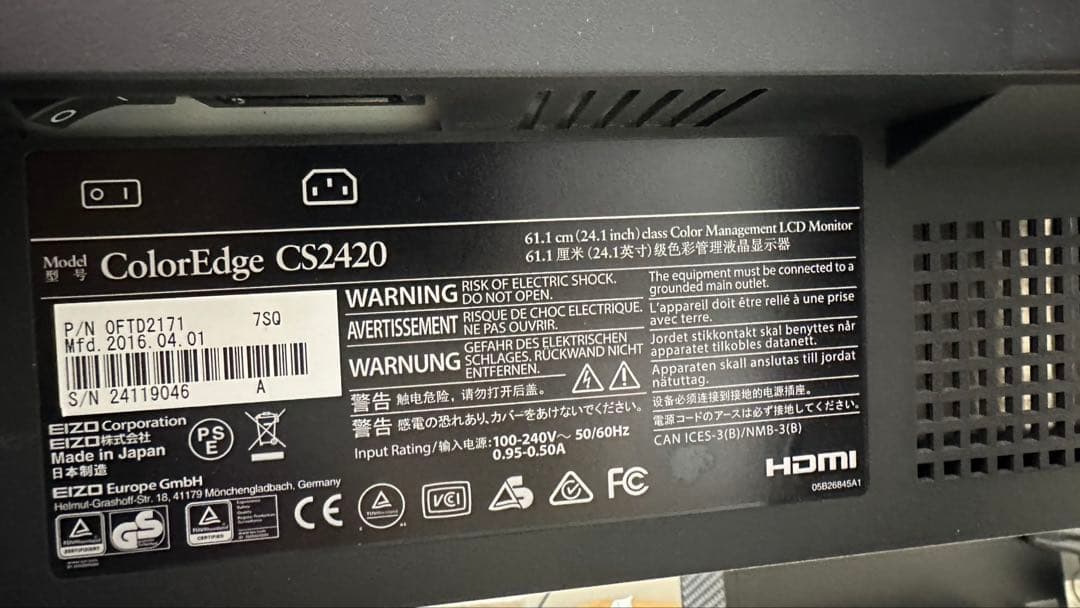 Model
型 号
ColorEdge CS2420
61.1 cm (24.1 inch) class Color Management LCD Monitor
61.1 厘米 (24.1英寸) 级色彩管理液晶显示器
P/N 0FTD2171 7SQ
Mfd. 2016.04.01
S/N 24119046 A
WARNING RISK OF ELECTRIC SHOCK.
DO NOT OPEN.
AVERTISSEMENT RISQUE DE CHOC ELECTRIQUE.
NE PAS OUVRIR.
WARNUNG GEFAHR DES ELEKTRISCHEN
SCHLAGES. RÜCKWAND NICHT
ENTFERNEN.
警告 触电危险，请勿打开后盖。
警告 感電の恐れあり、カバーをあけないでください。
Input Rating/输入电源:100-240V～ 50/60Hz
0.95-0.50A
The equipment must be connected to a
grounded main outlet.
L'appareil doit être relié à une prise
avec terre.
Jordet stikkontakt skal benyttes når
apparatet tilkobles datanett.
Apparaten skall anslutas till jordat
nätuttag.
设备必须连接到接地的电源插座。
電源コードのアースは必ず接地してください。
CAN ICES-3(B)/NMB-3(B)
EIZO Corporation
EIZO株式会社
Made in Japan
日本制造
PSE
EIZO Europe GmbH
Helmut-Grashoff-Str. 18, 41179 Mönchengladbach, Germany
GS
CE
VCI
FC
HDMI
05B26845A1